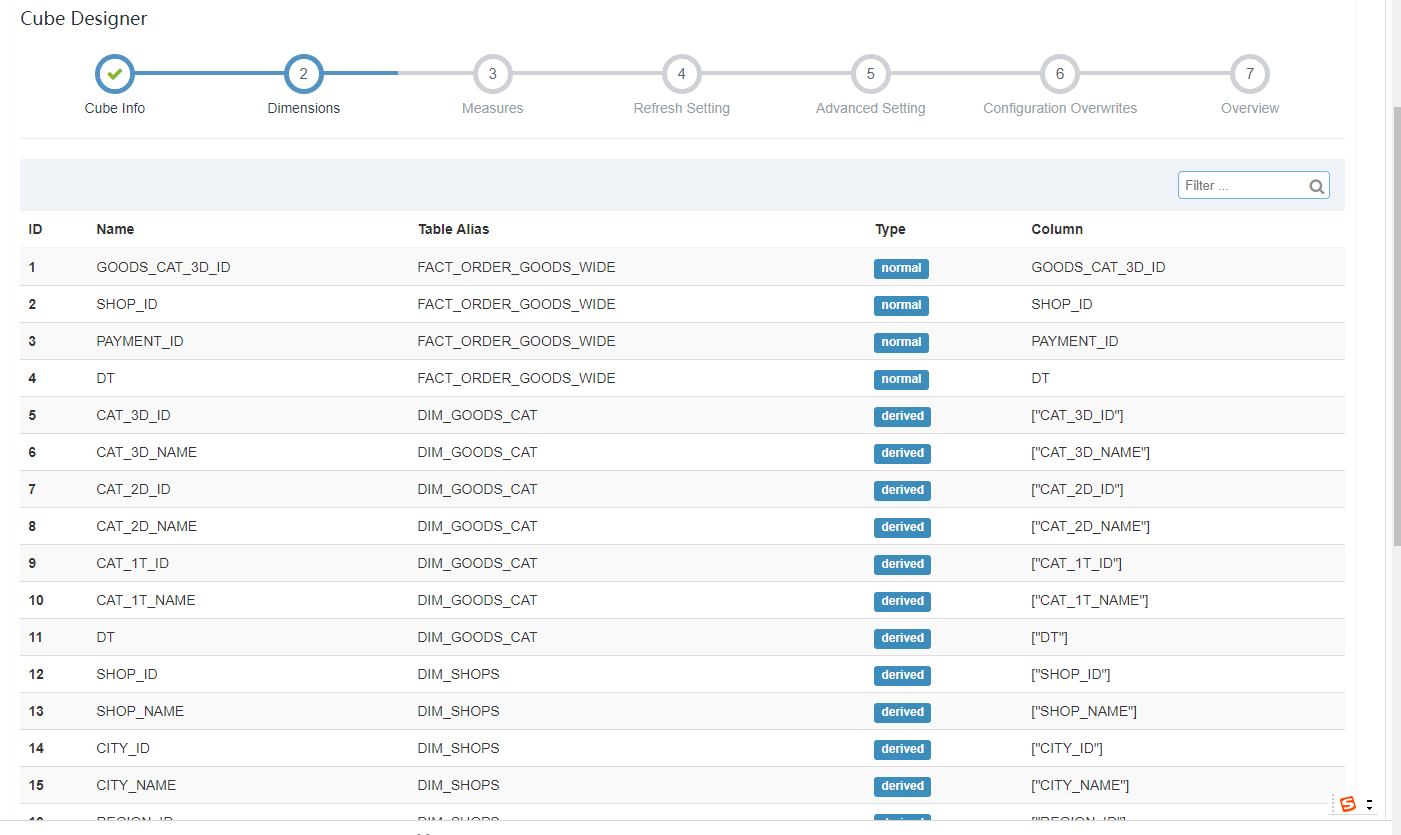 Cube Designer
2 3 4 5 6 7
Cube Info Dimensions Measures Refresh Setting Advanced Setting Configuration Overwrites Overview
Filter ...
ID Name Table Alias Type Column
1 GOODS_CAT_3D_ID FACT_ORDER_GOODS_WIDE normal GOODS_CAT_3D_ID
2 SHOP_ID FACT_ORDER_GOODS_WIDE normal SHOP_ID
3 PAYMENT_ID FACT_ORDER_GOODS_WIDE normal PAYMENT_ID
4 DT FACT_ORDER_GOODS_WIDE normal DT
5 CAT_3D_ID DIM_GOODS_CAT derived ["CAT_3D_ID"]
6 CAT_3D_NAME DIM_GOODS_CAT derived ["CAT_3D_NAME"]
7 CAT_2D_ID DIM_GOODS_CAT derived ["CAT_2D_ID"]
8 CAT_2D_NAME DIM_GOODS_CAT derived ["CAT_2D_NAME"]
9 CAT_1T_ID DIM_GOODS_CAT derived ["CAT_1T_ID"]
10 CAT_1T_NAME DIM_GOODS_CAT derived ["CAT_1T_NAME"]
11 DT DIM_GOODS_CAT derived ["DT"]
12 SHOP_ID DIM_SHOPS derived ["SHOP_ID"]
13 SHOP_NAME DIM_SHOPS derived ["SHOP_NAME"]
14 CITY_ID DIM_SHOPS derived ["CITY_ID"]
15 CITY_NAME DIM_SHOPS derived ["CITY_NAME"]